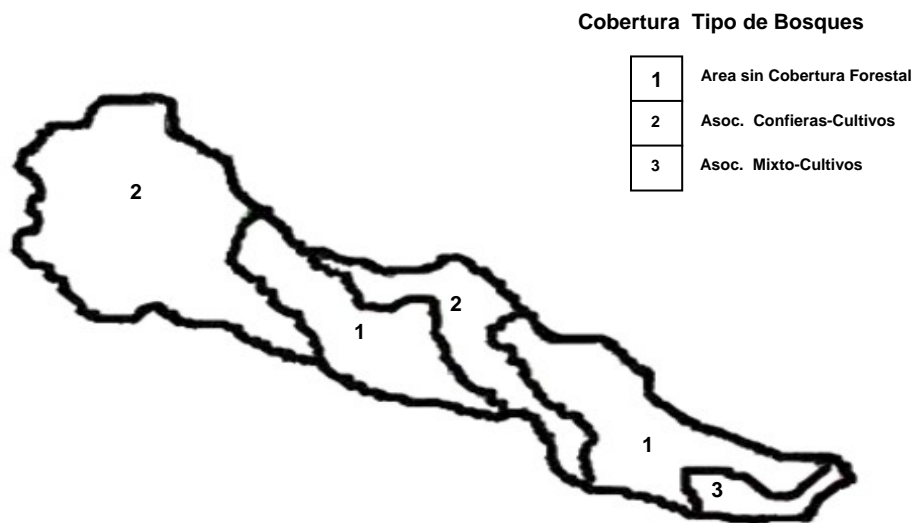 Cobertura Tipo de Bosques
1 Area sin Cobertura Forestal
2 Asoc. Confieras-Cultivos
3 Asoc. Mixto-Cultivos
2
2
1
1
3